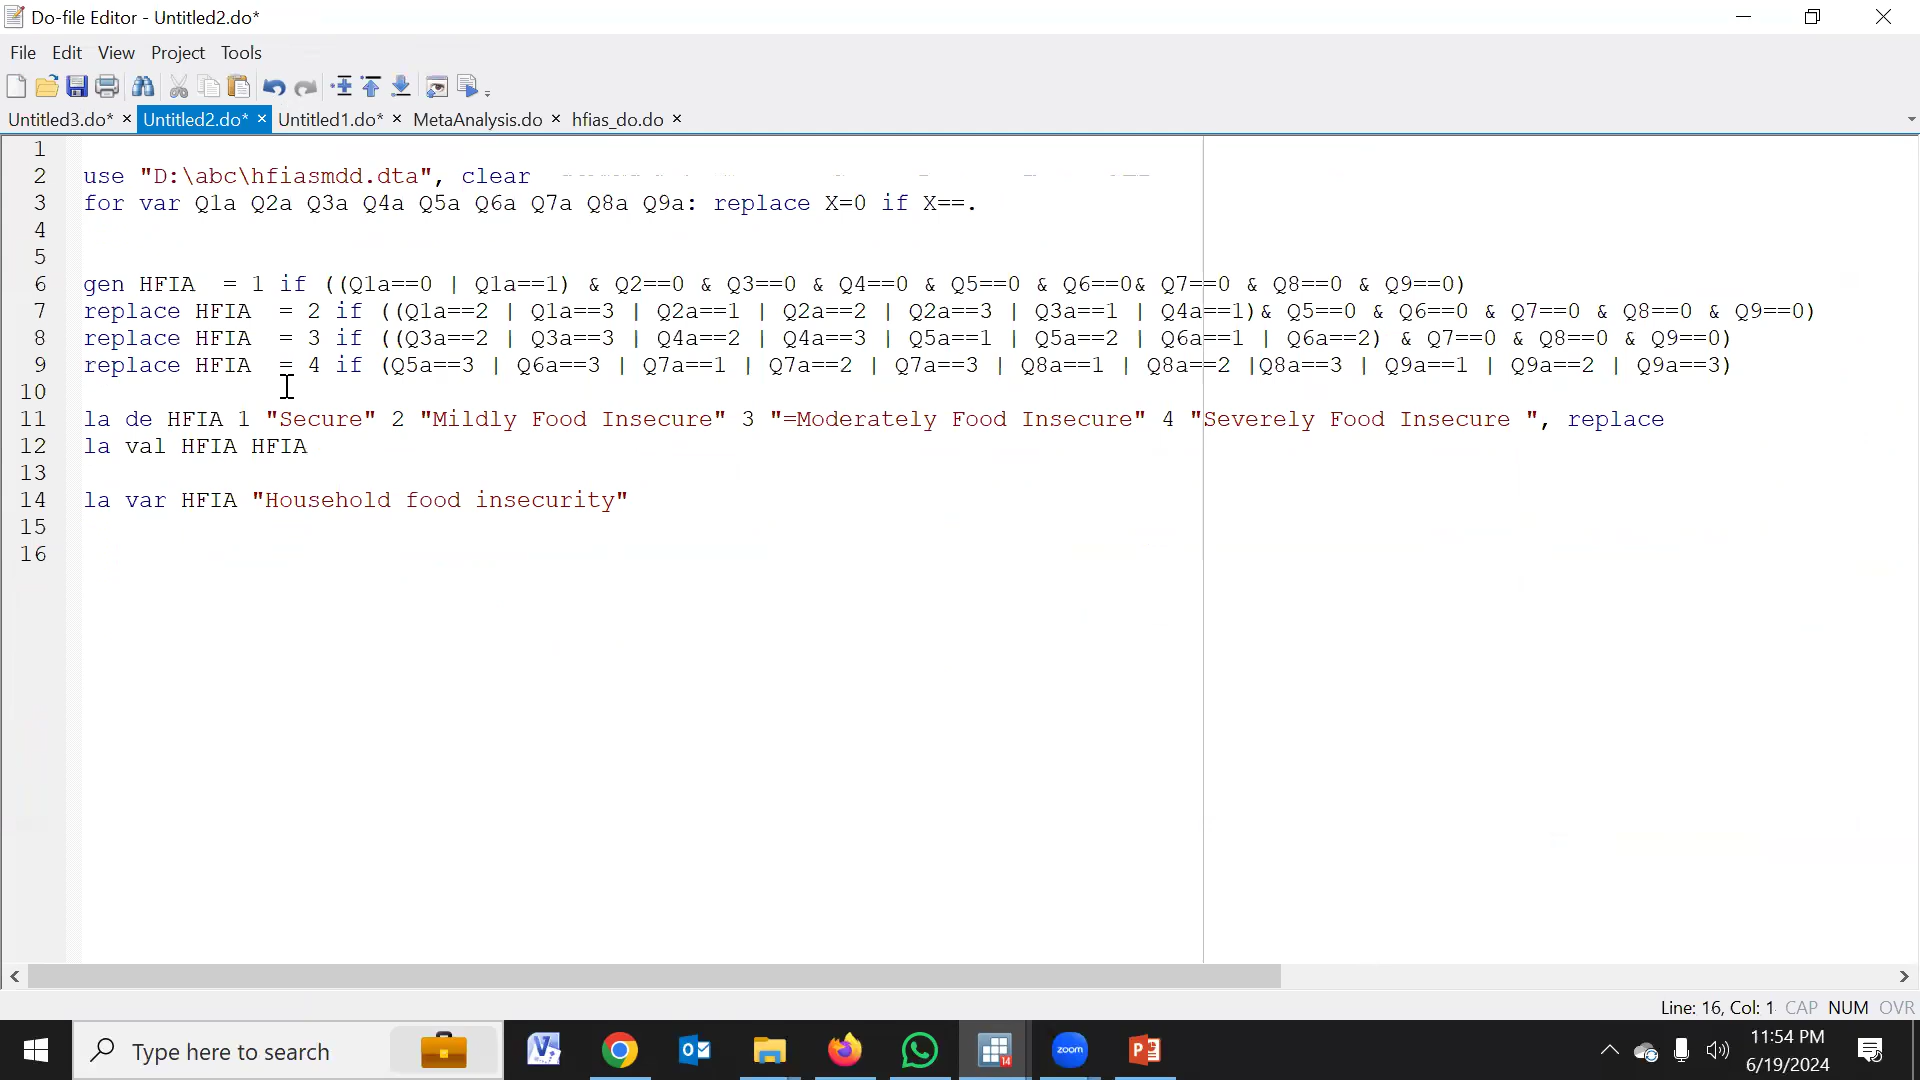 Do-file Editor - Untitled2.do*
File Edit View Project Tools
Untitled3.do* × Untitled2.do* × Untitled1.do* × MetaAnalysis.do × hfias_do.do ×
1
2 use "D:\abc\hfiasmdd.dta", clear
3 for var Q1a Q2a Q3a Q4a Q5a Q6a Q7a Q8a Q9a: replace X=0 if X==.
4
5
6 gen HFIA  = 1 if ((Q1a==0 | Q1a==1) & Q2==0 & Q3==0 & Q4==0 & Q5==0 & Q6==0& Q7==0 & Q8==0 & Q9==0)
7 replace HFIA  = 2 if ((Q1a==2 | Q1a==3 | Q2a==1 | Q2a==2 | Q2a==3 | Q3a==1 | Q4a==1)& Q5==0 & Q6==0 & Q7==0 & Q8==0 & Q9==0)
8 replace HFIA  = 3 if ((Q3a==2 | Q3a==3 | Q4a==2 | Q4a==3 | Q5a==1 | Q5a==2 | Q6a==1 | Q6a==2) & Q7==0 & Q8==0 & Q9==0)
9 replace HFIA  = 4 if (Q5a==3 | Q6a==3 | Q7a==1 | Q7a==2 | Q7a==3 | Q8a==1 | Q8a==2 |Q8a==3 | Q9a==1 | Q9a==2 | Q9a==3)
10
11 la de HFIA 1 "Secure" 2 "Mildly Food Insecure" 3 "=Moderately Food Insecure" 4 "Severely Food Insecure ", replace
12 la val HFIA HFIA
13
14 la var HFIA "Household food insecurity"
15
16
Line: 16, Col: 1 CAP NUM OVR
Type here to search
14
zoom
11:54 PM
6/19/2024